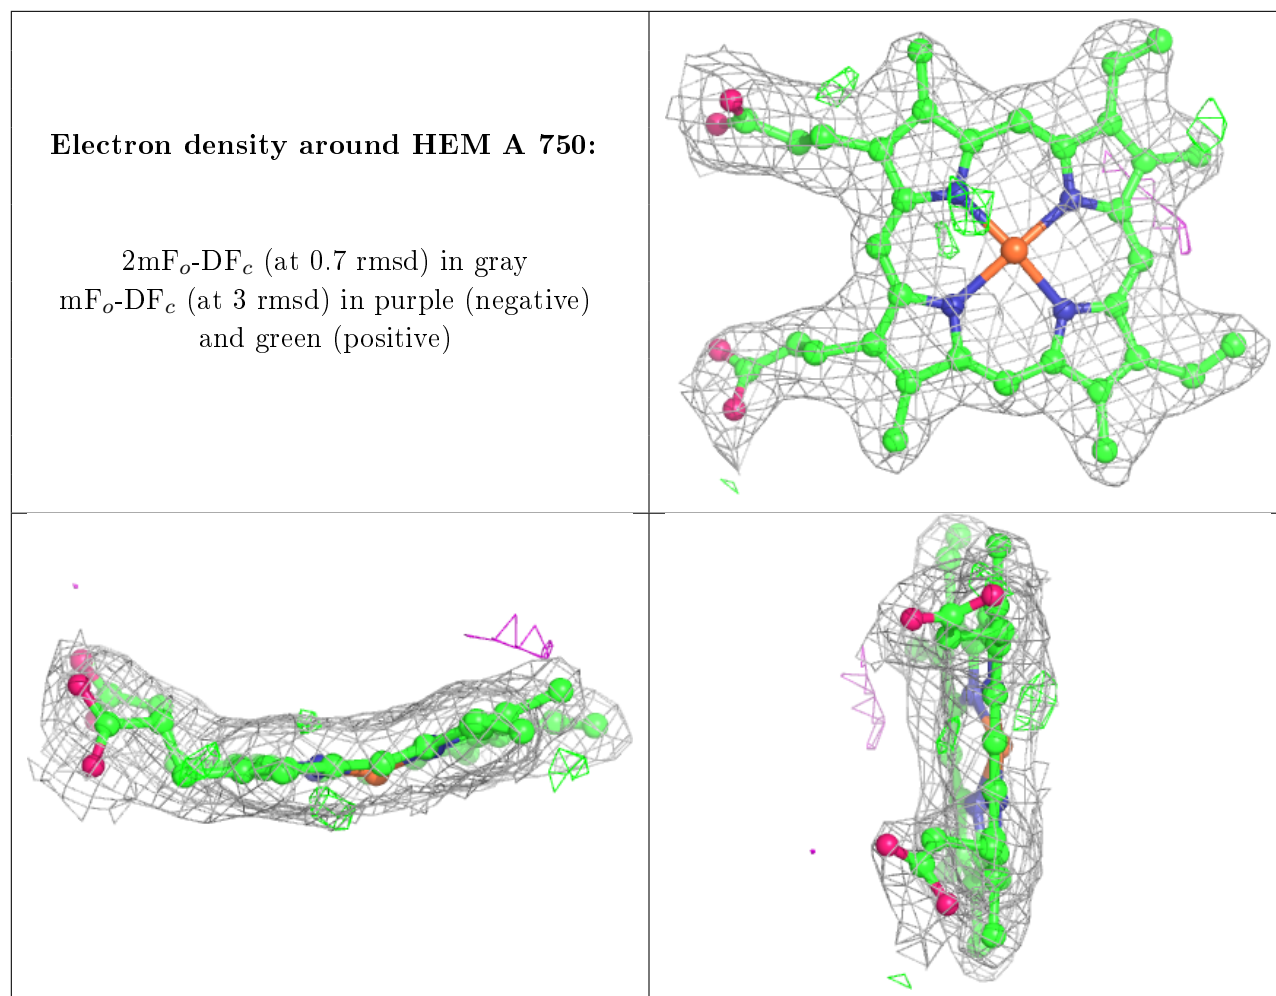 Electron density around HEM A 750:
2mFₒ-DF𝒸 (at 0.7 rmsd) in gray
mFₒ-DF𝒸 (at 3 rmsd) in purple (negative)
and green (positive)